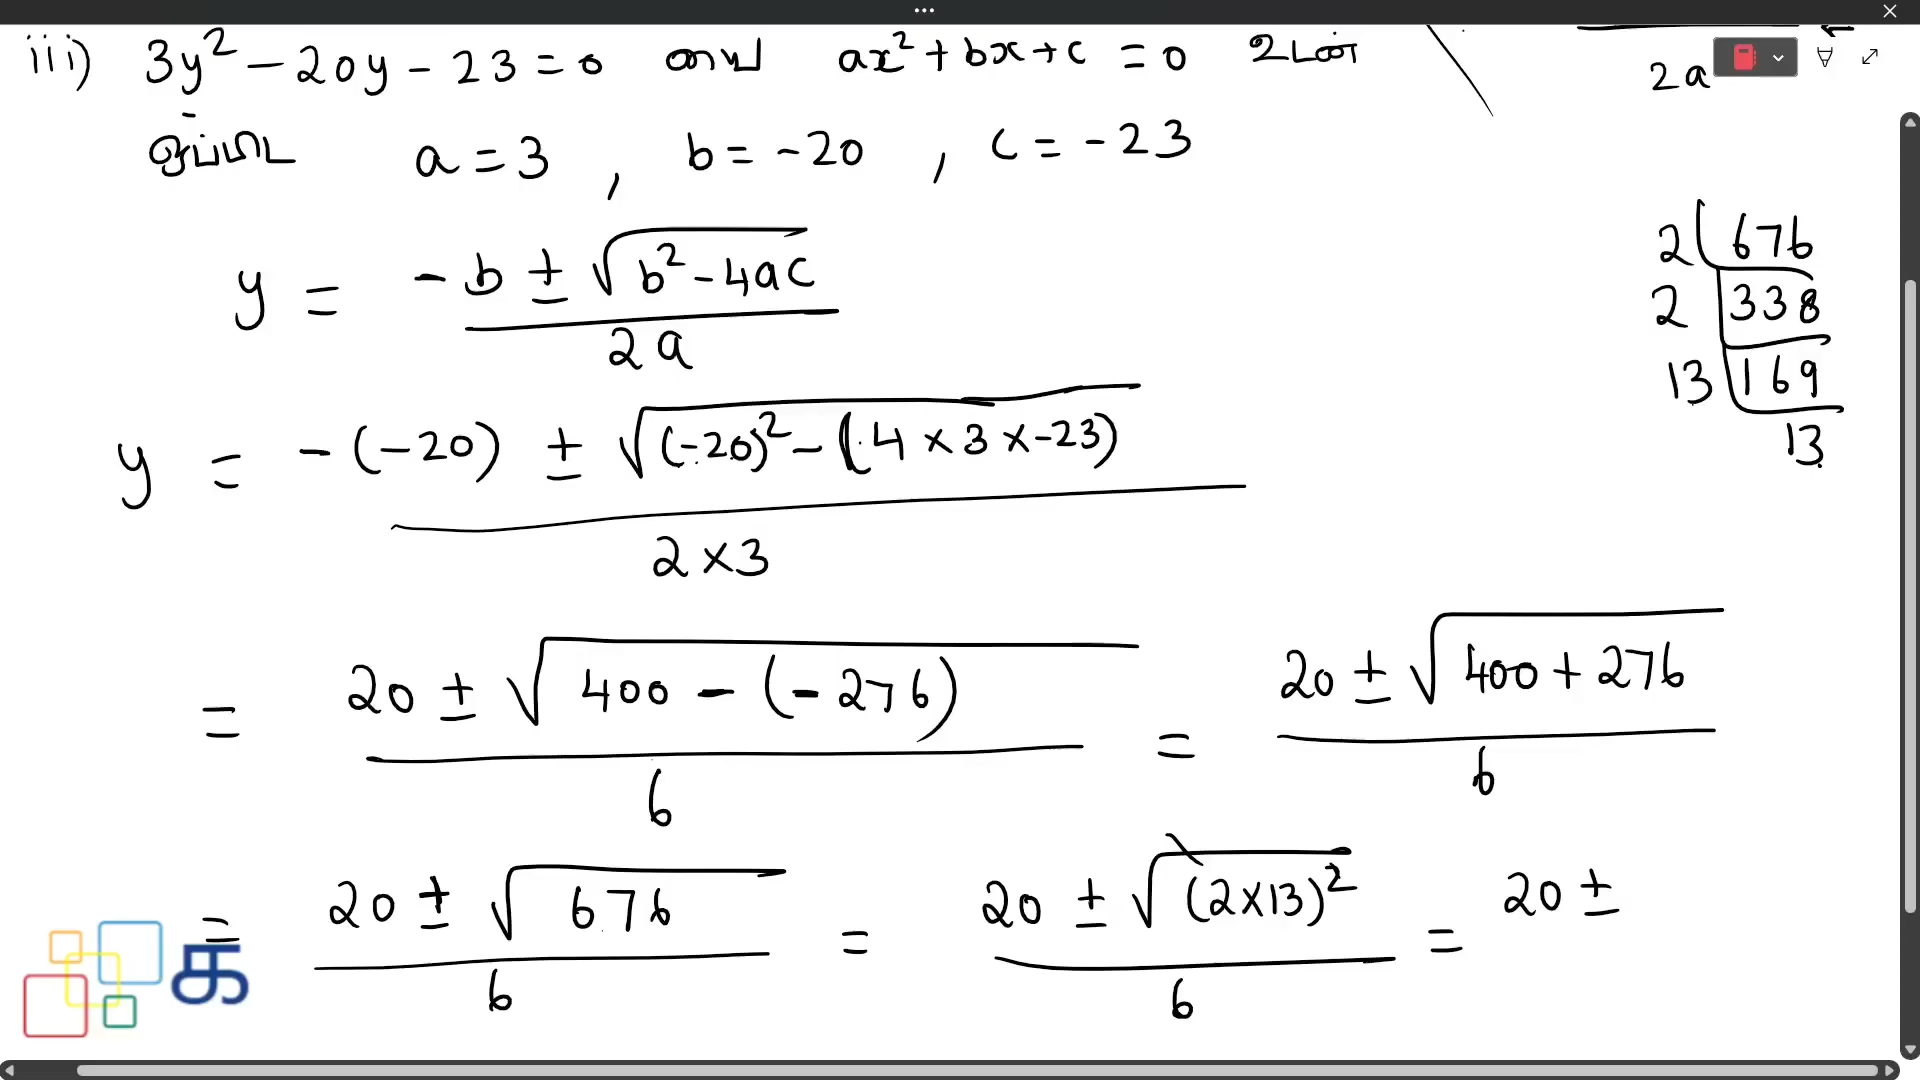 iii) 3y² - 20y - 23 = 0 ஐ ax² + bx + c = 0 உடன்
2a
ஒப்பிட a = 3 , b = -20 , c = -23
y = -b ± √(b² - 4ac) / 2a
2 | 676
2 | 338
13 | 169
13
y = -(-20) ± √((-20)² - (4 × 3 × -23)) / 2 × 3
= 20 ± √(400 - (-276)) / 6 = 20 ± √(400 + 276) / 6
= 20 ± √676 / 6 = 20 ± √(2×13)² / 6 = 20 ±
க